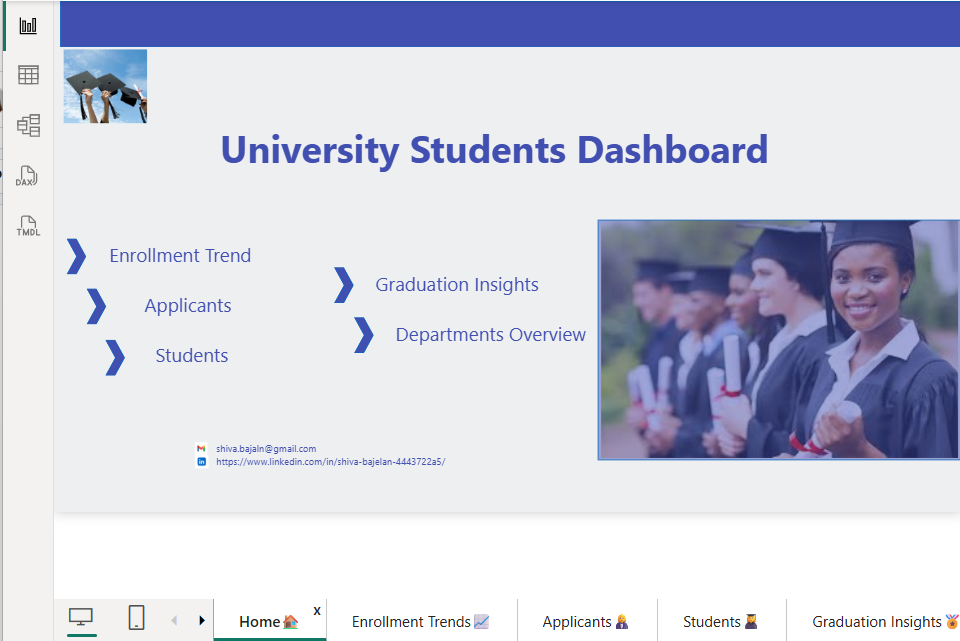 DAX
TMDL
University Students Dashboard
Enrollment Trend
Applicants
Students
Graduation Insights
Departments Overview
shiva.bajaln@gmail.com
https://www.linkedin.com/in/shiva-bajelan-4443722a5/
Home🏠 x
Enrollment Trends📈
Applicants
Students
Graduation Insights